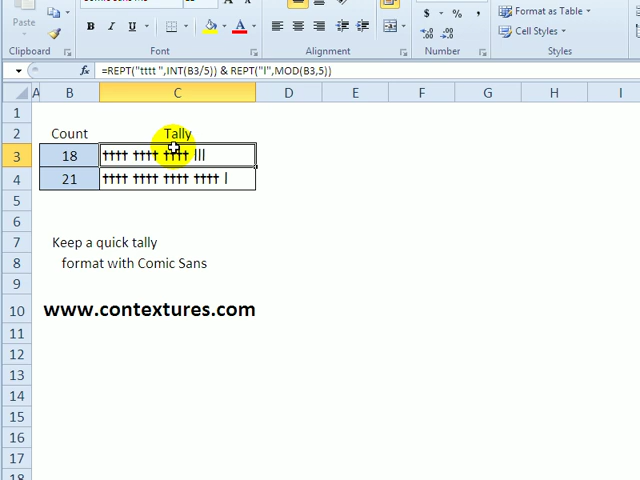 Paste
B I U A
$ % ,
Format as Table
Cell Styles
Clipboard Font Alignment Number Styles
fx =REPT("tttt ",INT(B3/5)) & REPT("l",MOD(B3,5))
A B C D E F G H I
1
2 Count Tally
3 18 tttt tttt tttt lll
4 21 tttt tttt tttt tttt l
5
6
7 Keep a quick tally
8 format with Comic Sans
9
10 www.contextures.com
11
12
13
14
15
16
17
18